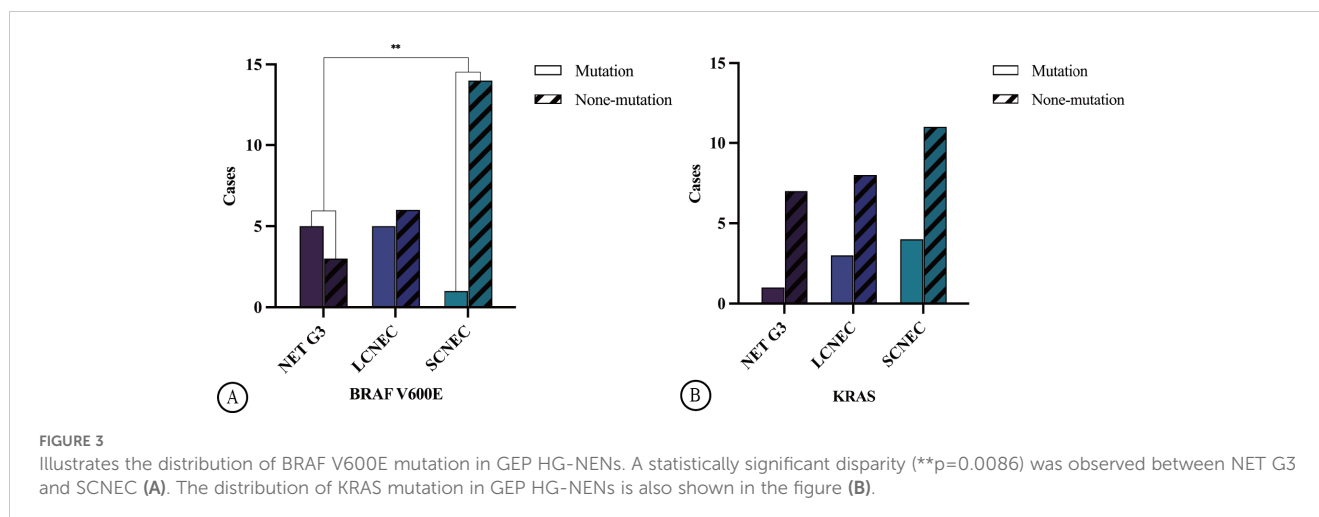 **
15
10
5
0
Cases
Mutation
None-mutation
NET G3
LCNEC
SCNEC
BRAF V600E
A
15
10
5
0
Cases
Mutation
None-mutation
NET G3
LCNEC
SCNEC
KRAS
B
FIGURE 3
Illustrates the distribution of BRAF V600E mutation in GEP HG-NENs. A statistically significant disparity (**p=0.0086) was observed between NET G3
and SCNEC (A). The distribution of KRAS mutation in GEP HG-NENs is also shown in the figure (B).